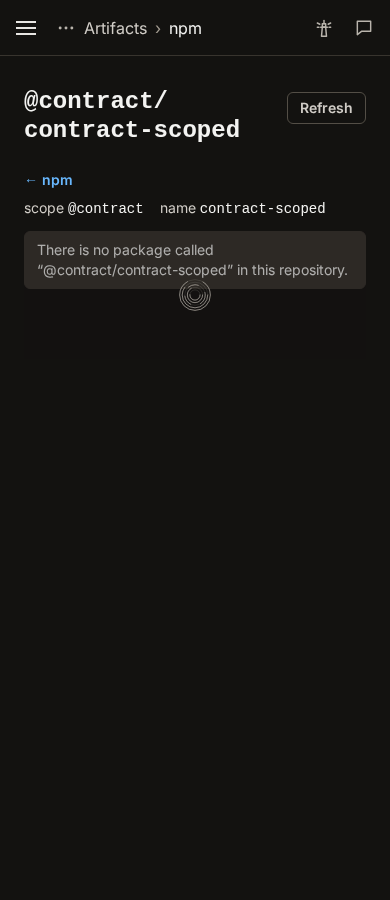 Artifacts › npm
@contract/
contract-scoped
Refresh
← npm
scope @contract name contract-scoped
There is no package called
“@contract/contract-scoped” in this repository.